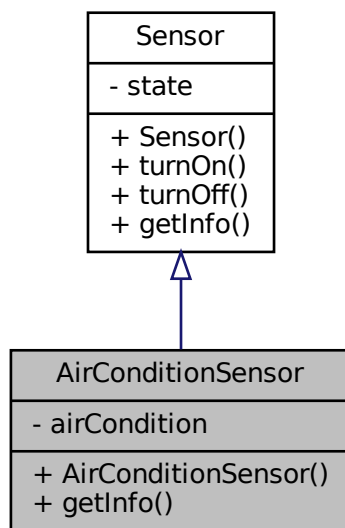 Sensor
- state
+ Sensor()
+ turnOn()
+ turnOff()
+ getInfo()
AirConditionSensor
- airCondition
+ AirConditionSensor()
+ getInfo()